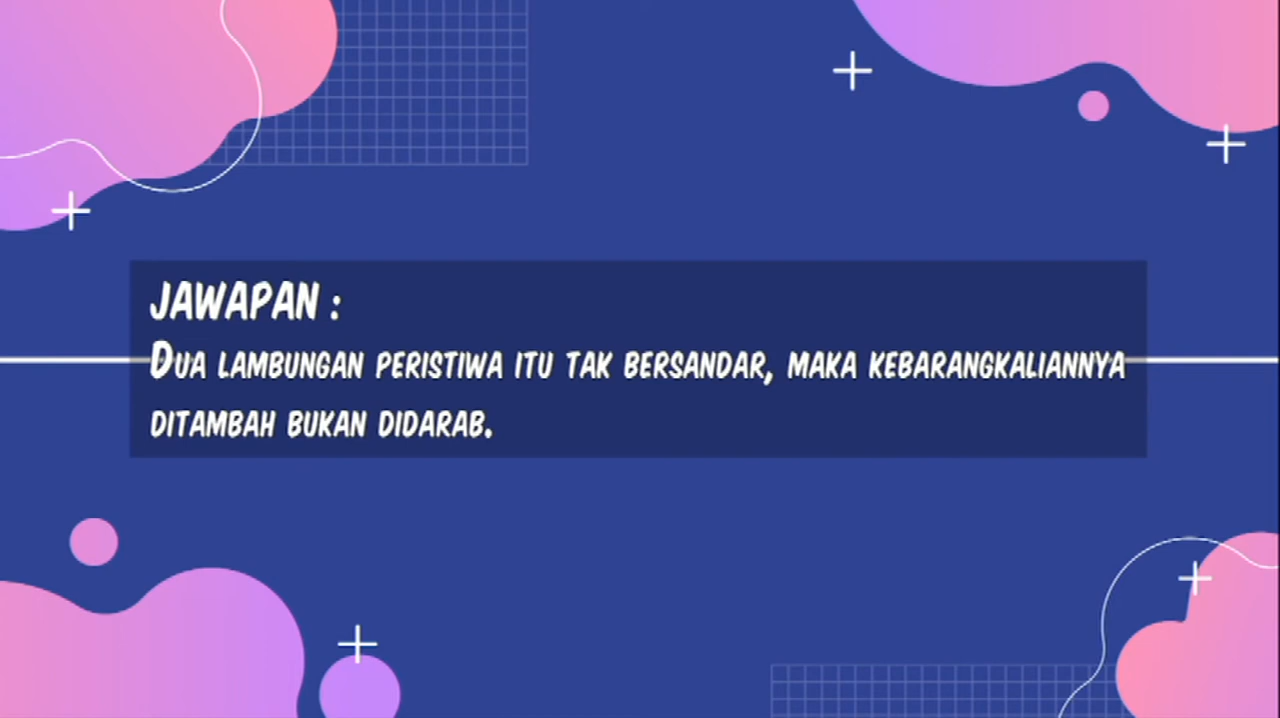 JAWAPAN :
DUA LAMBUNGAN PERISTIWA ITU TAK BERSANDAR, MAKA KEBARANGKALIANNYA
DITAMBAH BUKAN DIDARAB.